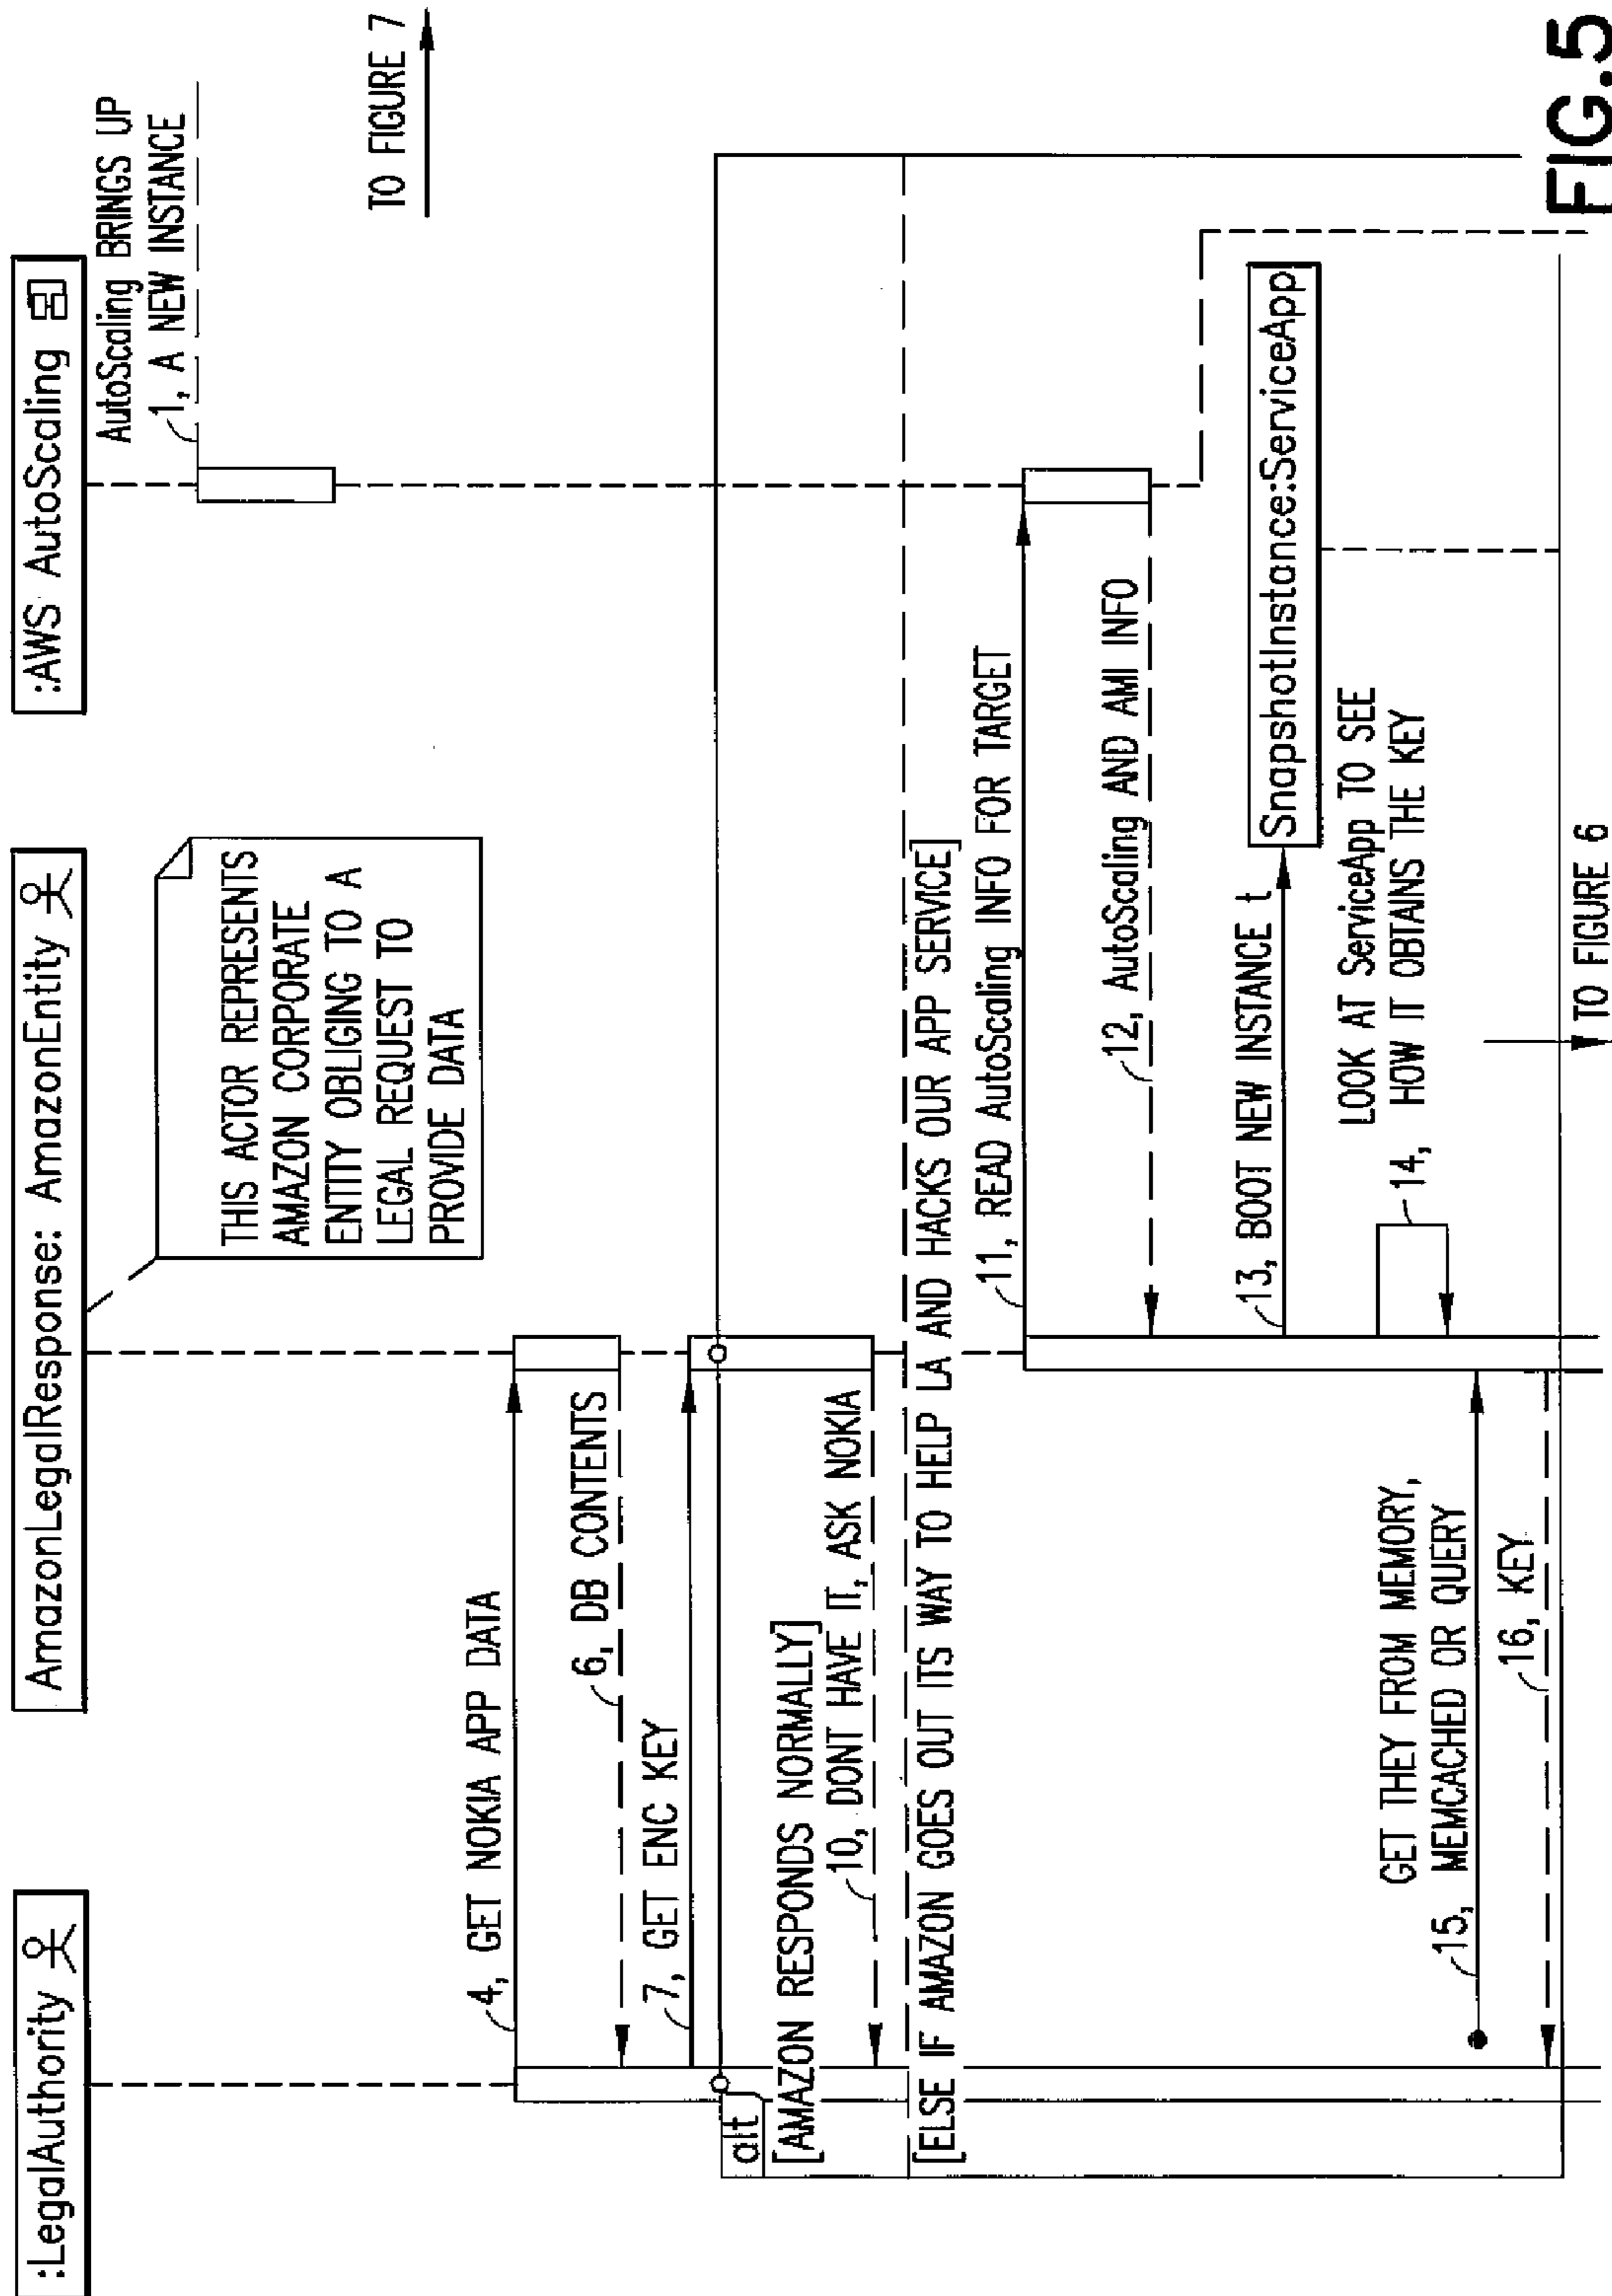 :LegalAuthority
AmazonLegalResponse: AmazonEntity
:AWS AutoScaling
THIS ACTOR REPRESENTS
AMAZON CORPORATE
ENTITY OBLIGING TO A
LEGAL REQUEST TO
PROVIDE DATA
AutoScaling BRINGS UP
1, A NEW INSTANCE
TO FIGURE 7
4, GET NOKIA APP DATA
6, DB CONTENTS
7, GET ENC KEY
alt
[AMAZON RESPONDS NORMALLY]
10, DONT HAVE IT, ASK NOKIA
[ELSE IF AMAZON GOES OUT ITS WAY TO HELP LA AND HACKS OUR APP SERVICE]
11, READ AutoScaling INFO FOR TARGET
12, AutoScaling AND AMI INFO
13, BOOT NEW INSTANCE t
SnapshotInstance:ServiceApp
LOOK AT ServiceApp TO SEE
14, HOW IT OBTAINS THE KEY
GET THEY FROM MEMORY,
15, MEMCACHED OR QUERY
16, KEY
TO FIGURE 6
FIG.5